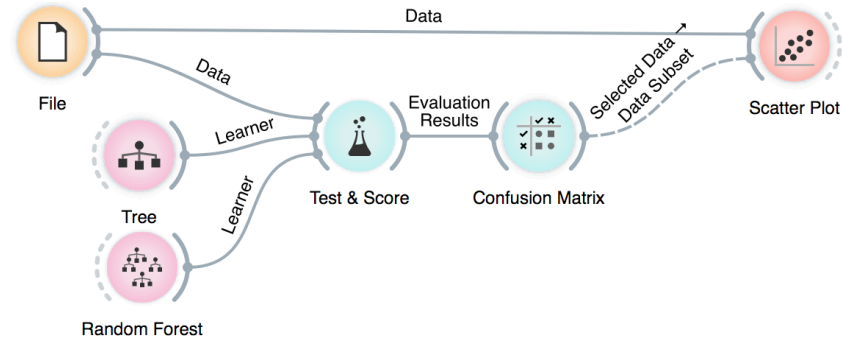 Data
File
Data
Learner
Tree
Learner
Random Forest
Test & Score
Evaluation
Results
Confusion Matrix
Selected Data →
Data Subset
Scatter Plot